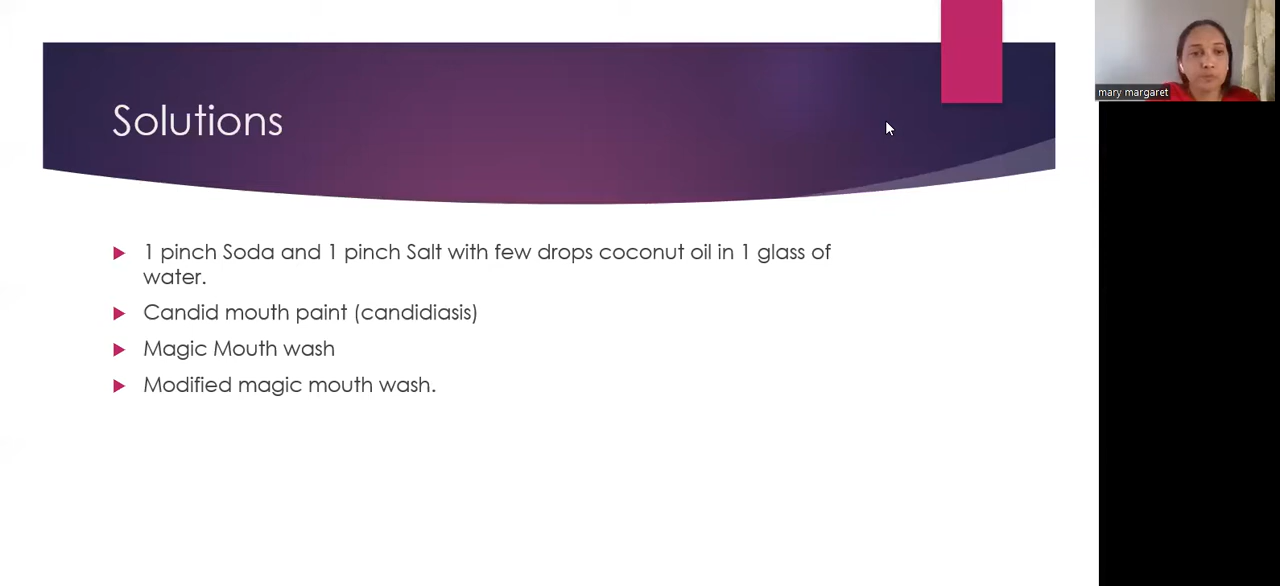 Solutions
1 pinch Soda and 1 pinch Salt with few drops coconut oil in 1 glass of
water.
Candid mouth paint (candidiasis)
Magic Mouth wash
Modified magic mouth wash.
mary margaret